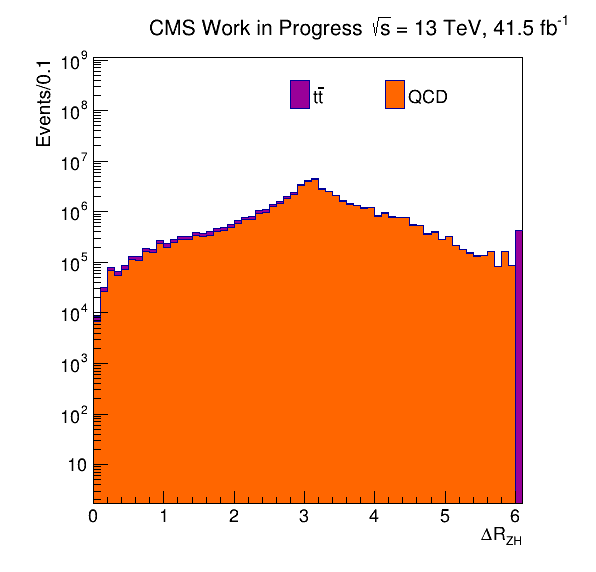 CMS Work in Progress √s = 13 TeV, 41.5 fb⁻¹
Events/0.1
10⁹
10⁸
10⁷
10⁶
10⁵
10⁴
10³
10²
10
tt̄
QCD
0 1 2 3 4 5 6
ΔR_ZH